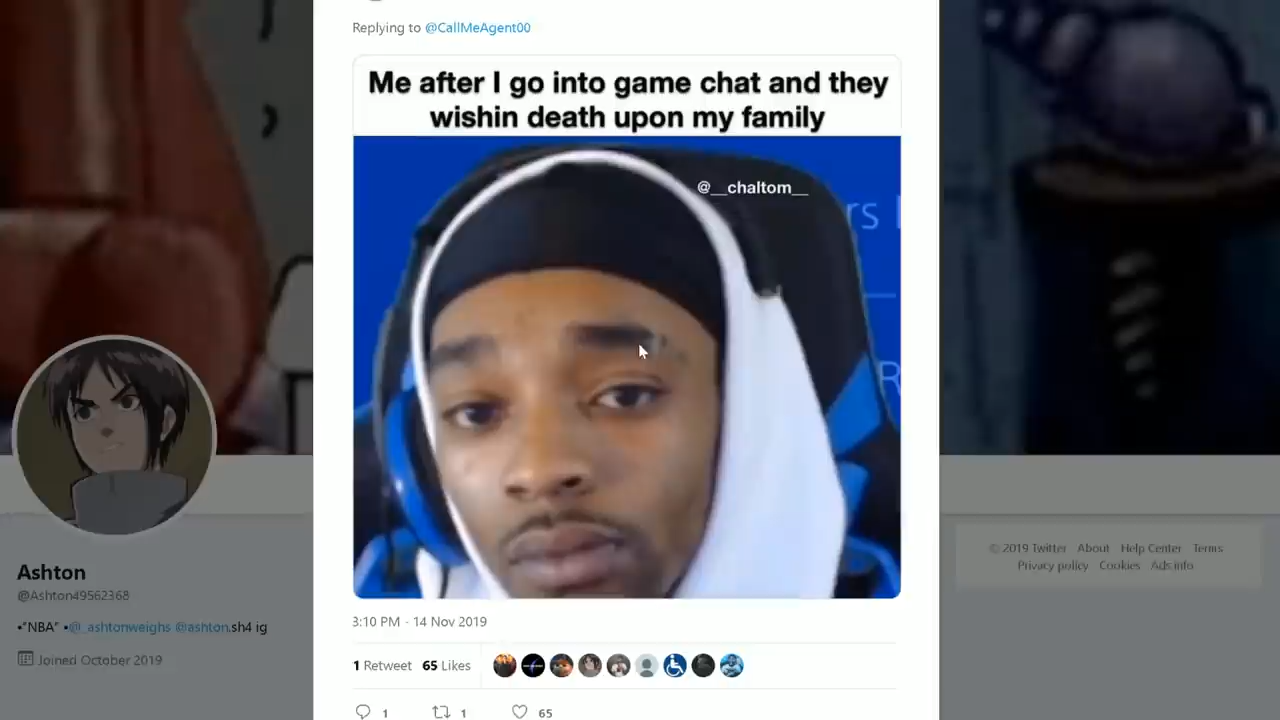 Replying to @CallMeAgent00
Me after I go into game chat and they
wishin death upon my family
@__chaltom__
rs
R
3:10 PM - 14 Nov 2019
1 Retweet 65 Likes
1 1 65
Ashton
@Ashton49562368
•"NBA" •@_ashtonweighs @ashton.sh4 ig
Joined October 2019
© 2019 Twitter About Help Center Terms
Privacy policy Cookies Ads info